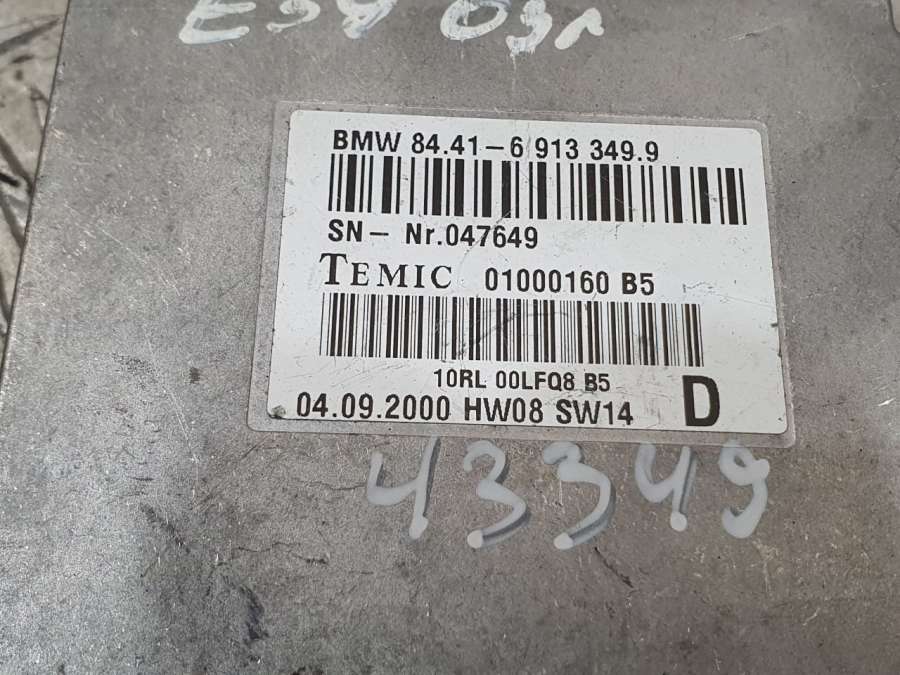 E39 03г
BMW 84.41-6 913 349.9
SN- Nr.047649
TEMIC 01000160 B5
10RL 00LFQ8 B5
04.09.2000 HW08 SW14 D
43349